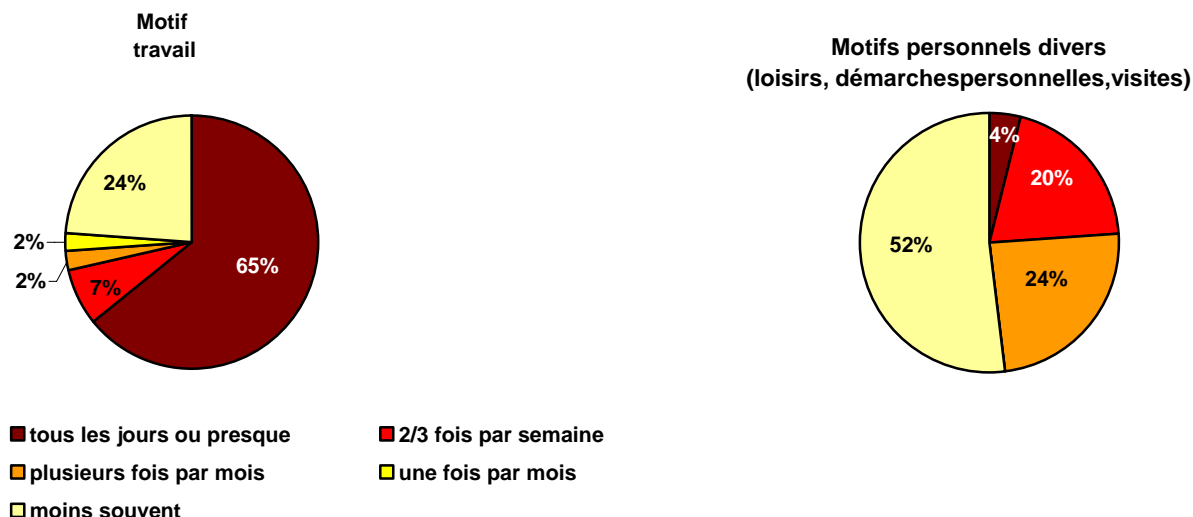 Motif
travail
24%
2%
2%
7%
65%
Motifs personnels divers
(loisirs, démarchespersonnelles,visites)
4%
20%
24%
52%
tous les jours ou presque
2/3 fois par semaine
plusieurs fois par mois
une fois par mois
moins souvent